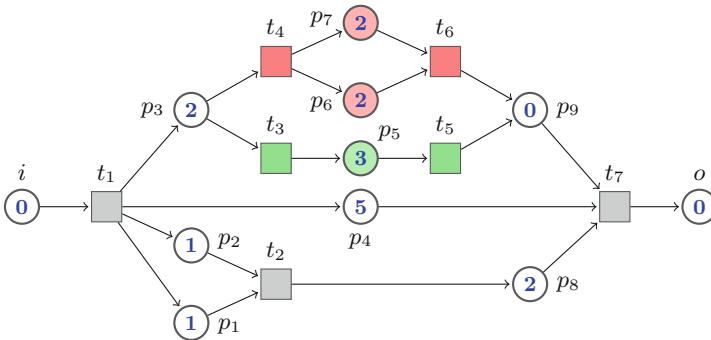 p₇ 2
t₄ t₆
p₆ 2
p₃ 2 0 p₉
t₃ p₅ 3 t₅
i t₁ t₇ o
0 5 0
p₄
1 p₂ t₂
2 p₈
p₁ 1